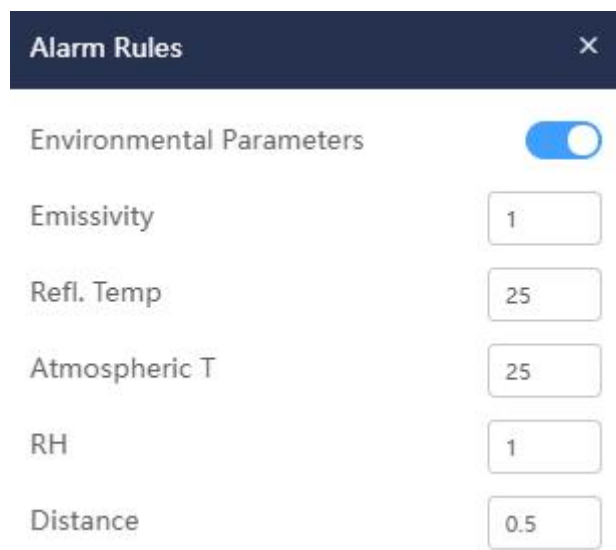 Alarm Rules ×
Environmental Parameters
Emissivity 1
Refl. Temp 25
Atmospheric T 25
RH 1
Distance 0.5